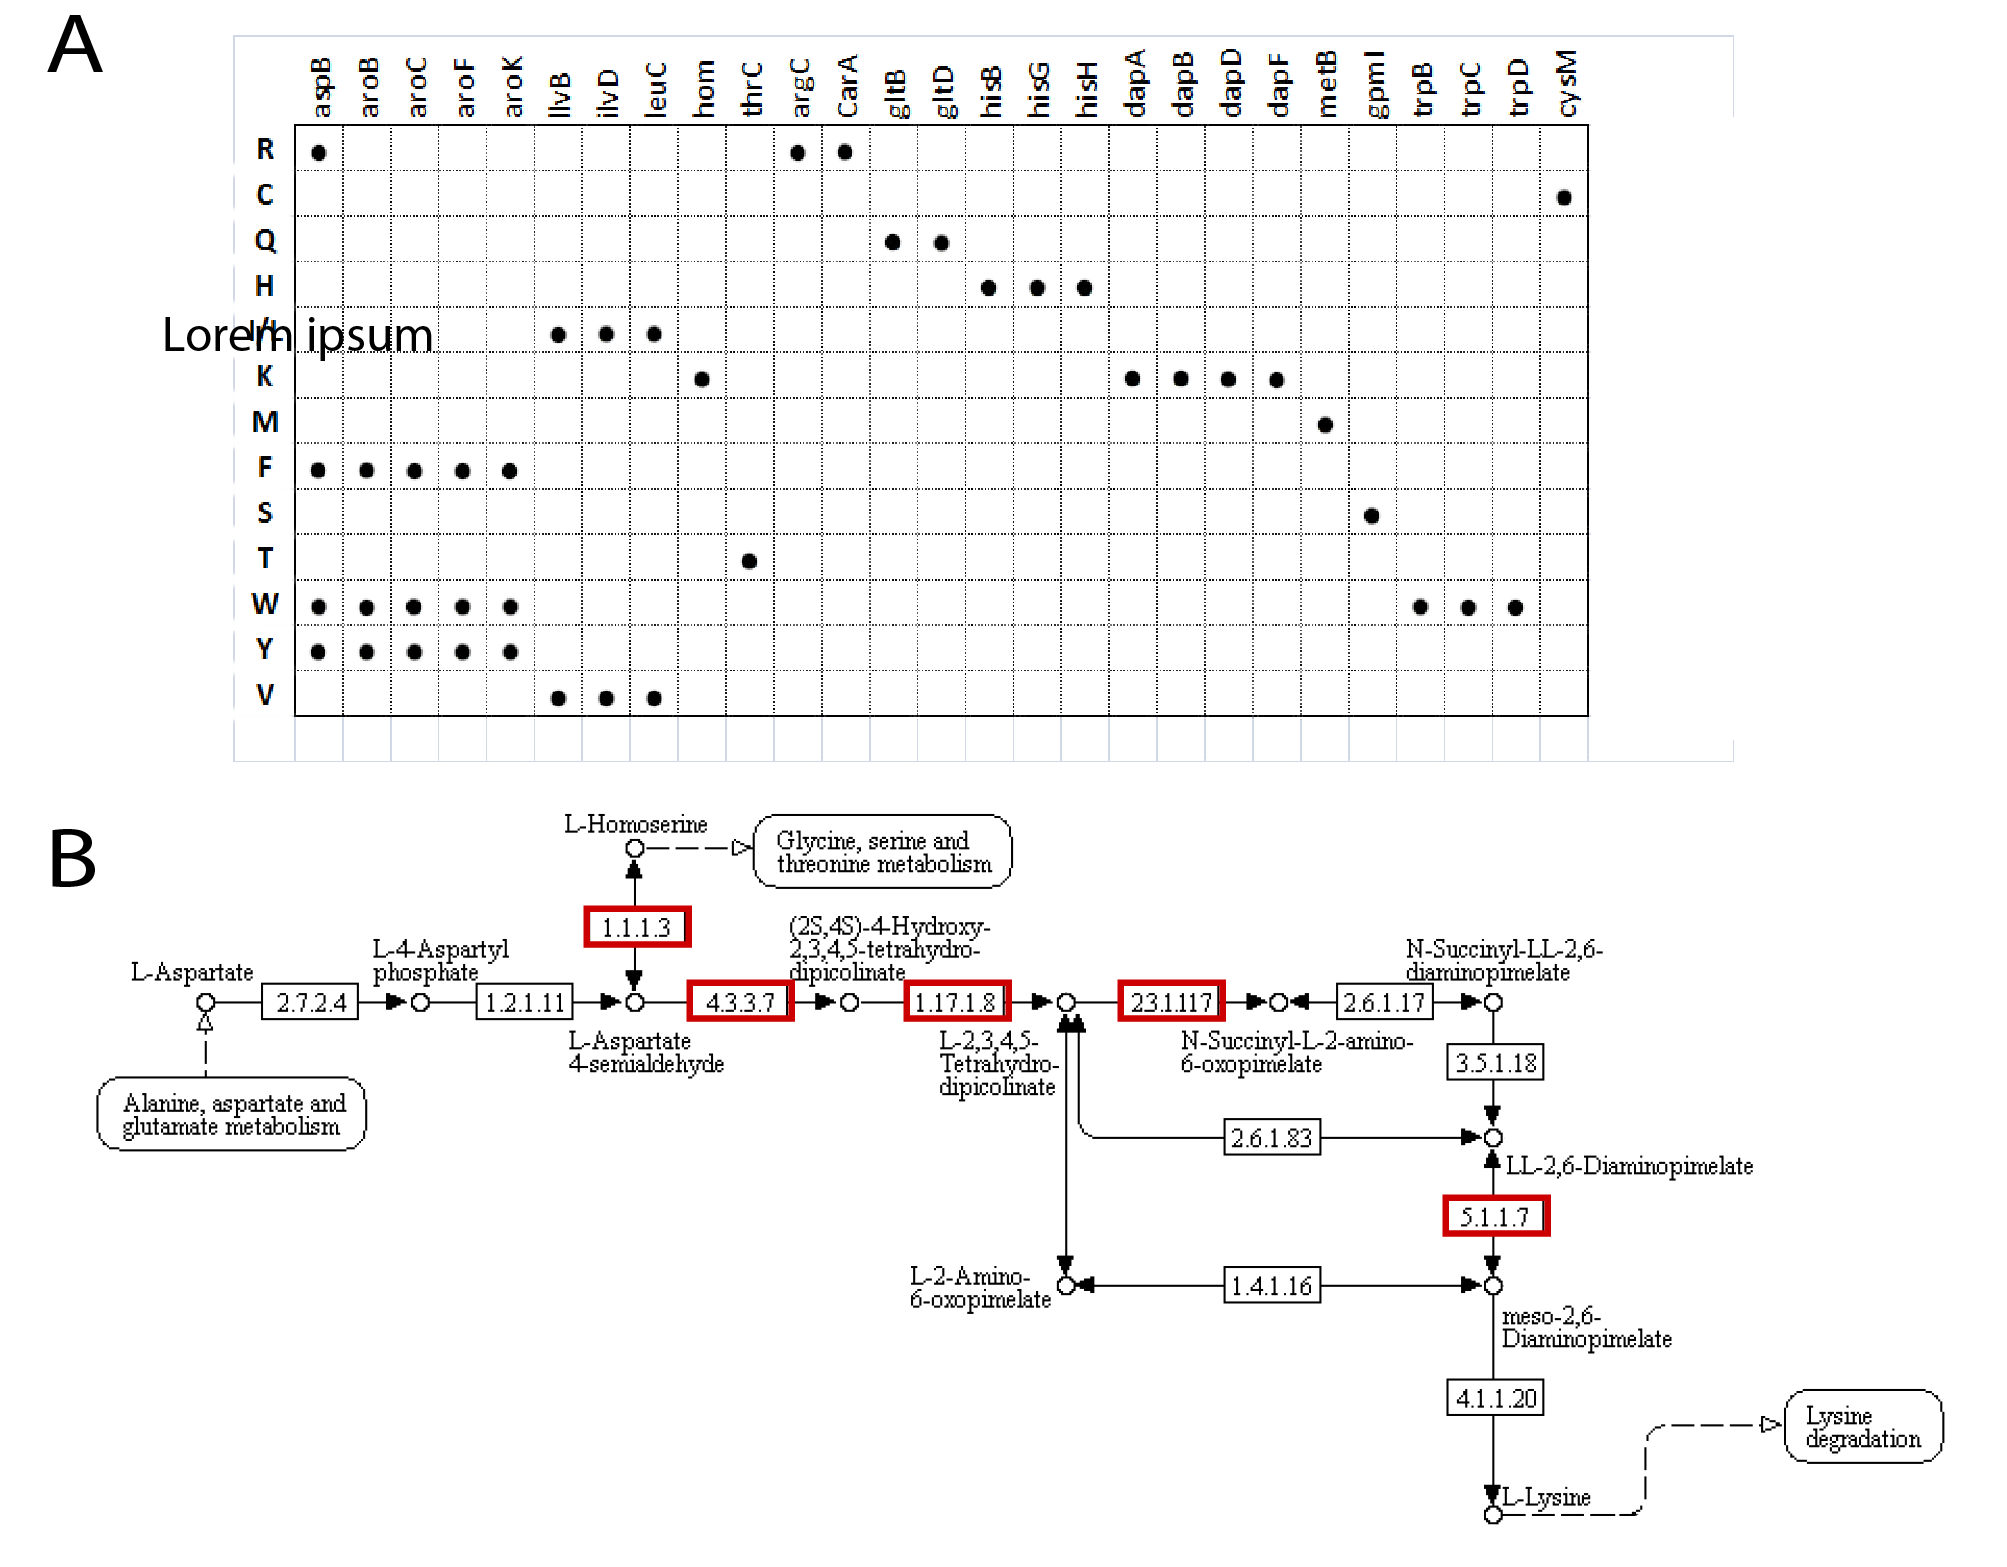 A
aspB aroB aroC aroF aroK llvB ilvD leuC hom thrC argC CarA gltB gltD hisB hisG hisH dapA dapB dapD dapF metB gpmI trpB trpC trpD cysM
R
C
Q
H
Lorem ipsum
K
M
F
S
T
W
Y
V
B
L-Homoserine
Glycine, serine and
threonine metabolism
1.1.1.3
(2S,4S)-4-Hydroxy-
2,3,4,5-tetrahydro-
dipicolinate
L-4-Aspartyl
phosphate
N-Succinyl-LL-2,6-
diaminopimelate
L-Aspartate
2.7.2.4
1.2.1.11
4.3.3.7
1.17.1.8
2.3.1.117
2.6.1.17
L-Aspartate
4-semialdehyde
L-2,3,4,5-
Tetrahydro-
dipicolinate
N-Succinyl-L-2-amino-
6-oxopimelate
3.5.1.18
Alanine, aspartate and
glutamate metabolism
2.6.1.83
LL-2,6-Diaminopimelate
5.1.1.7
L-2-Amino-
6-oxopimelate
1.4.1.16
meso-2,6-
Diaminopimelate
4.1.1.20
Lysine
degradation
L-Lysine